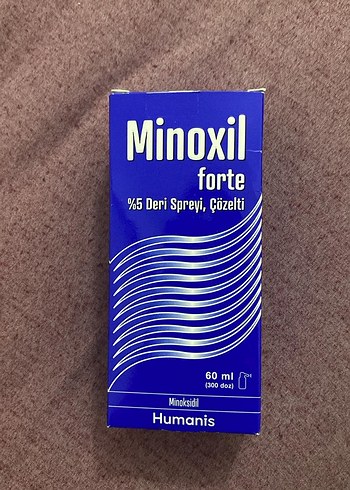 Minoxil
forte
%5 Deri Spreyi, Çözelti
60 ml
(300 doz)
Minoksidil
Humanis